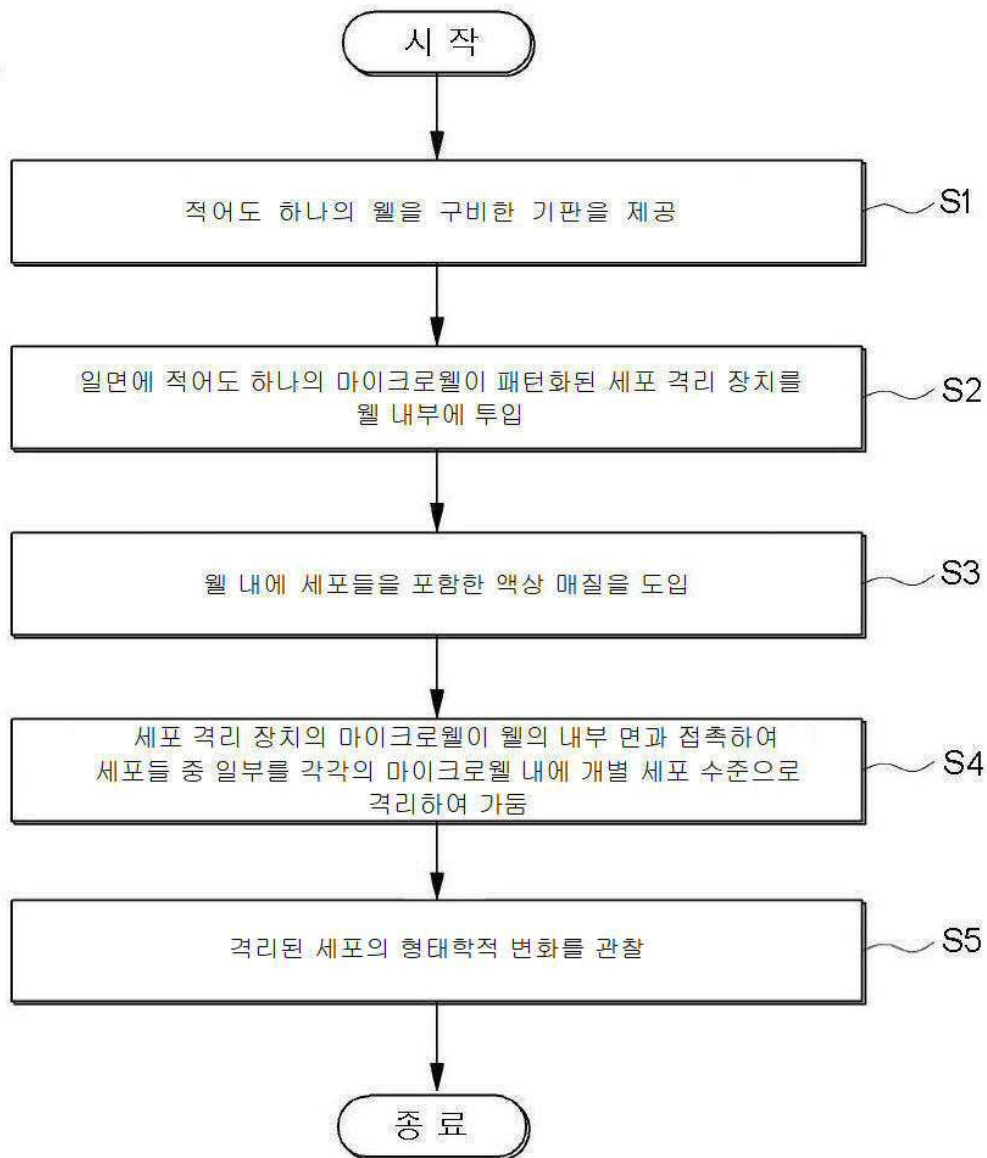 시 작
적어도 하나의 웰을 구비한 기판을 제공
S1
일면에 적어도 하나의 마이크로웰이 패턴화된 세포 격리 장치를
웰 내부에 투입
S2
웰 내에 세포들을 포함한 액상 매질을 도입
S3
세포 격리 장치의 마이크로웰이 웰의 내부 면과 접촉하여
세포들 중 일부를 각각의 마이크로웰 내에 개별 세포 수준으로
격리하여 가둠
S4
격리된 세포의 형태학적 변화를 관찰
S5
종 료